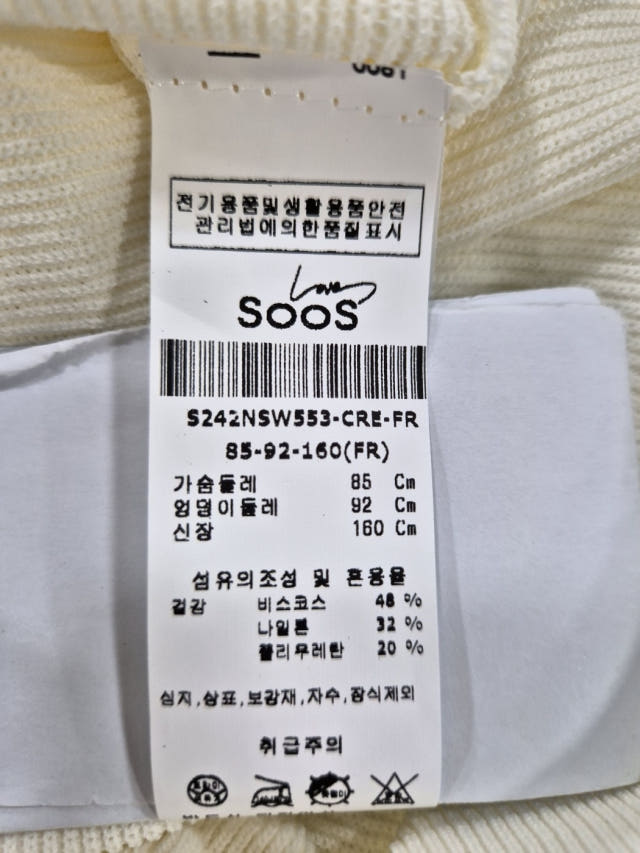 0081
전기용품및생활용품안전
관리법에의한품질표시
Love
SOOS
S242NSW553-CRE-FR
85-92-160(FR)
가슴둘레 85 Cm
엉덩이둘레 92 Cm
신장 160 Cm
섬유의조성 및 혼용율
겉감 비스코스 48 %
나일론 32 %
폴리우레탄 20 %
심지,상표,보강재,자수,장식제외
취급주의